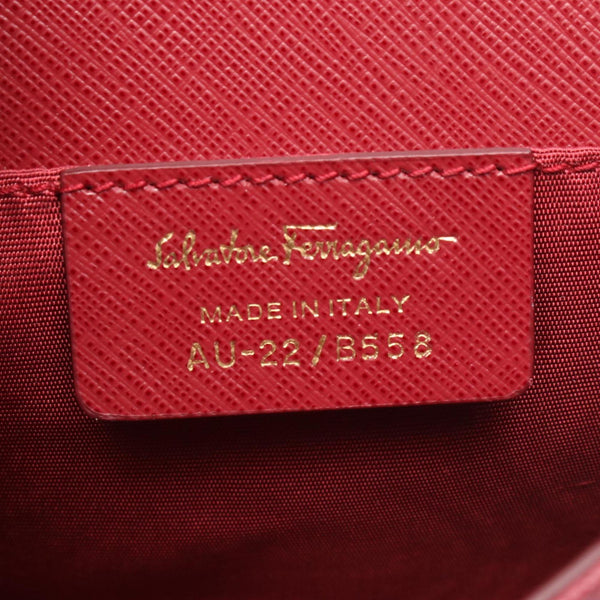 Salvatore Ferragamo
MADE IN ITALY
AU-22/B558